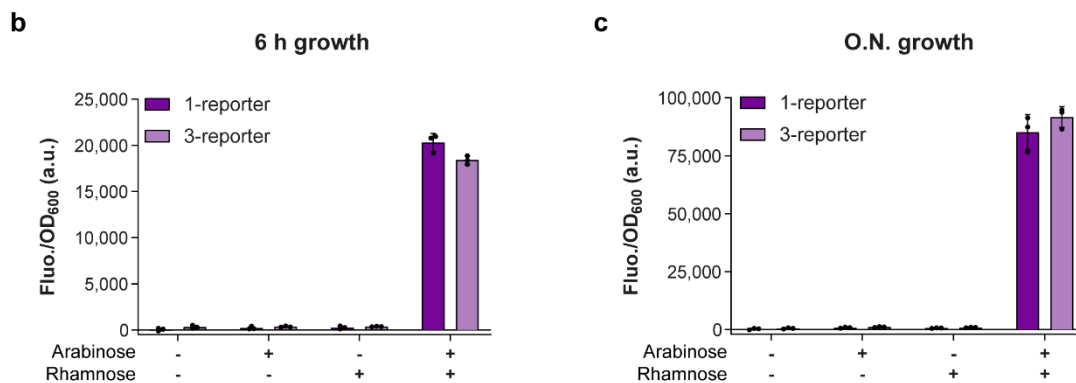 b
6 h growth
Fluo./OD600 (a.u.)
25,000
20,000
15,000
10,000
5,000
0
1-reporter
3-reporter
Arabinose - + - +
Rhamnose - - + +
c
O.N. growth
Fluo./OD600 (a.u.)
100,000
75,000
50,000
25,000
0
1-reporter
3-reporter
Arabinose - + - +
Rhamnose - - + +